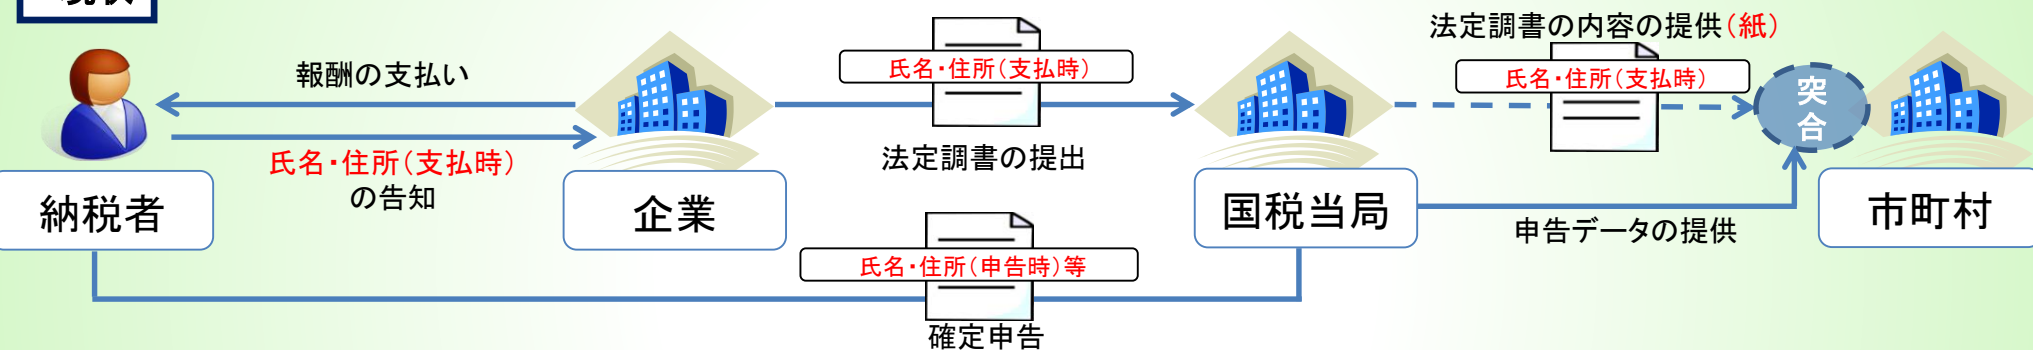 現状
報酬の支払い
氏名・住所(支払時)
の告知
納税者
企業
氏名・住所(支払時)
法定調書の提出
国税当局
法定調書の内容の提供(紙)
氏名・住所(支払時)
突
合
申告データの提供
市町村
氏名・住所(申告時)等
確定申告